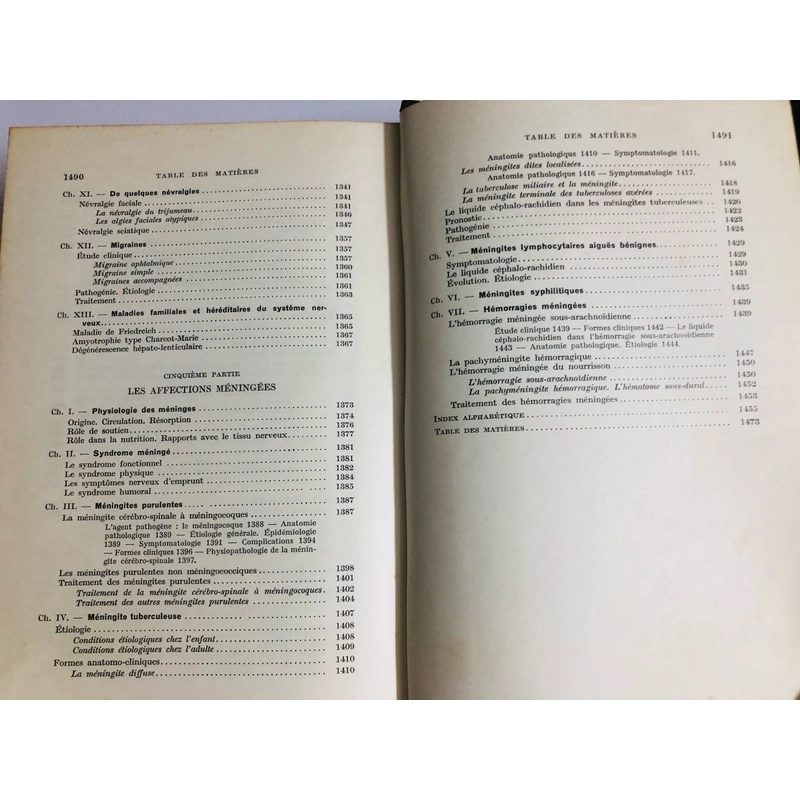 1490 TABLE DES MATIÈRES
Ch. XI. — De quelques névralgies 1341
Névralgie faciale 1341
La névralgie du trijumeau 1341
Les algies faciales atypiques 1346
Névralgie sciatique 1347
Ch. XII. — Migraines 1357
Étude clinique 1357
Migraine ophtalmique 1357
Migraine simple 1360
Migraines accompagnées 1361
Pathogénie. Étiologie 1361
Traitement 1363
Ch. XIII. — Maladies familiales et héréditaires du système ner-
veux 1365
Maladie de Friedreich 1365
Amyotrophie type Charcot-Marie 1367
Dégénérescence hépato-lenticulaire 1367
CINQUIÈME PARTIE
LES AFFECTIONS MÉNINGÉES
Ch. I. — Physiologie des méninges 1373
Origine. Circulation. Résorption 1374
Rôle de soutien 1376
Rôle dans la nutrition. Rapports avec le tissu nerveux 1377
Ch. II. — Syndrome méningé 1381
Le syndrome fonctionnel 1381
Le syndrome physique 1382
Les symptômes nerveux d'emprunt 1384
Le syndrome humoral 1385
Ch. III. — Méningites purulentes 1387
La méningite cérébro-spinale à méningocoques 1387
L'agent pathogène : le méningocoque 1388 — Anatomie
pathologique 1389 — Étiologie générale. Épidémiologie
1389 — Symptomatologie 1391 — Complications 1394
— Formes cliniques 1396 — Physiopathologie de la ménin-
gite cérébro-spinale 1397.
Les méningites purulentes non méningococciques 1398
Traitement des méningites purulentes 1401
Traitement de la méningite cérébro-spinale à méningocoques. 1402
Traitement des autres méningites purulentes 1404
Ch. IV. — Méningite tuberculeuse 1407
Étiologie 1408
Conditions étiologiques chez l'enfant 1408
Conditions étiologiques chez l'adulte 1409
Formes anatomo-cliniques 1410
La méningite diffuse 1410
TABLE DES MATIÈRES 1491
Anatomie pathologique 1410 — Symptomatologie 1411.
Les méningites dites localisées 1416
Anatomie pathologique 1416 — Symptomatologie 1417.
La tuberculose miliaire et la méningite 1418
La méningite terminale des tuberculoses avérées 1419
Le liquide céphalo-rachidien dans les méningites tuberculeuses 1420
Pronostic 1422
Pathogénie 1423
Traitement 1424
Ch. V. — Méningites lymphocytaires aiguës bénignes 1429
Symptomatologie 1429
Le liquide céphalo-rachidien 1430
Évolution. Étiologie 1431
Ch. VI. — Méningites syphilitiques 1435
Ch. VII. — Hémorragies méningées 1439
L'hémorragie méningée sous-arachnoïdienne 1439
Étude clinique 1439 — Formes cliniques 1442 — Le liquide
céphalo-rachidien dans l'hémorragie sous-arachnoïdienne
1443 — Anatomie pathologique. Étiologie 1444.
La pachyméningite hémorragique 1447
L'hémorragie méningée du nourrisson 1450
L'hémorragie sous-arachnoïdienne 1450
La pachyméningite hémorragique. L'hématome sous-dural 1452
Traitement des hémorragies méningées 1453
INDEX ALPHABÉTIQUE 1455
TABLE DES MATIÈRES 1473